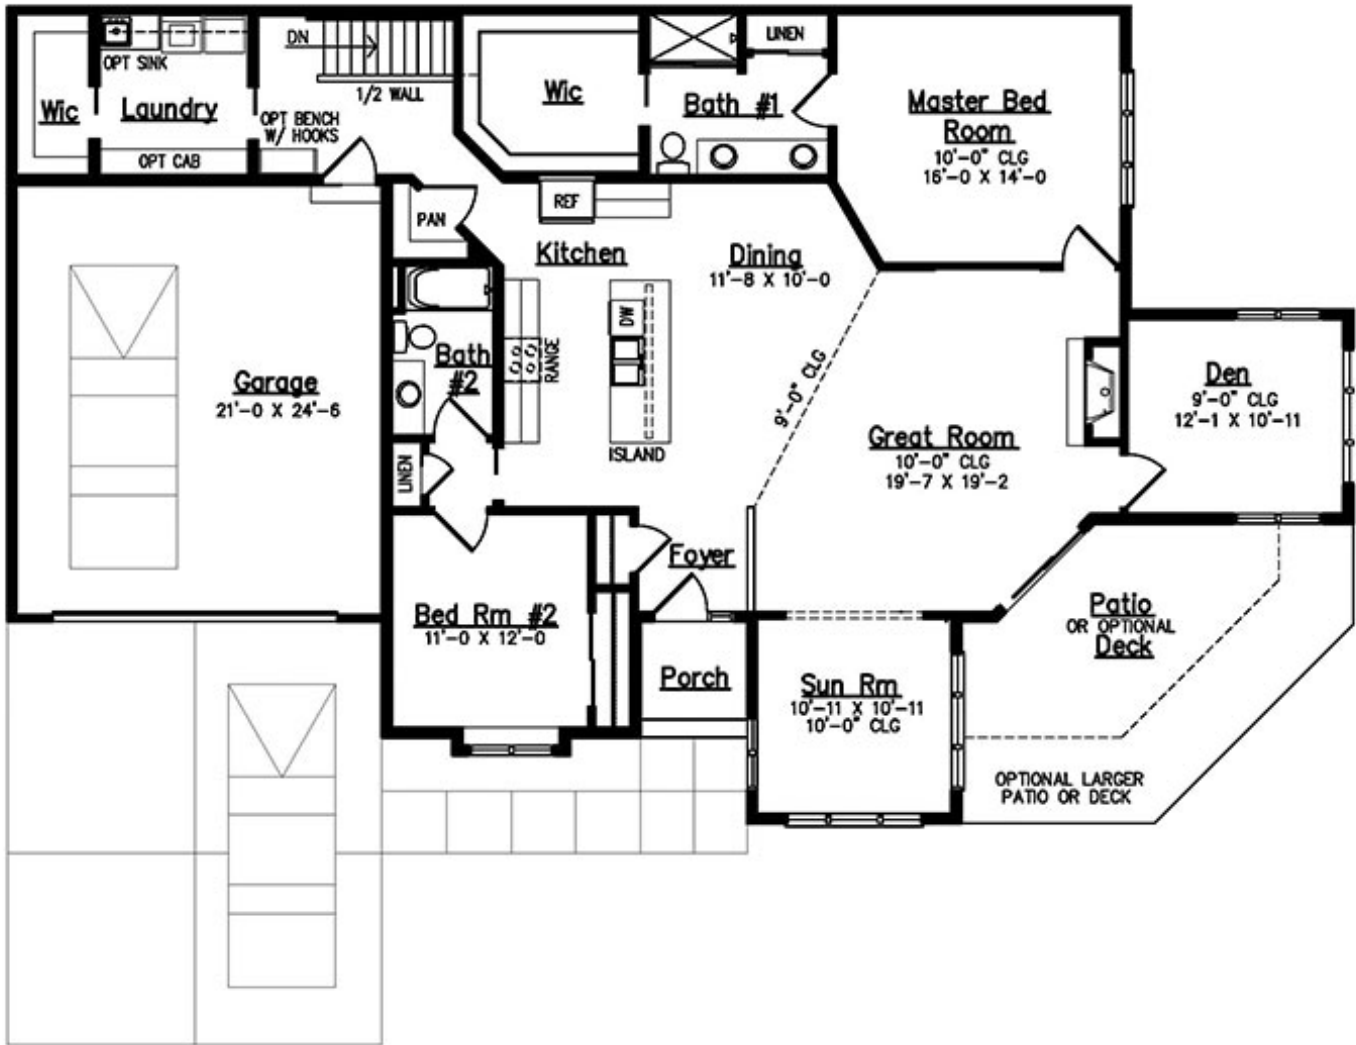 DN
LINEN
OPT SINK
Wic
Laundry
1/2 WALL
OPT BENCH
W/ HOOKS
OPT CAB
Wic
Bath #1
Master Bed
Room
10'-0" CLG
16'-0 X 14'-0
REF
PAN
Kitchen
Dining
11'-8 X 10'-0
DW
RANGE
Bath
#2
Garage
21'-0 X 24'-6
9'-0" CLG
Den
9'-0" CLG
12'-1 X 10'-11
Great Room
10'-0" CLG
19'-7 X 19'-2
ISLAND
LINEN
Foyer
Bed Rm #2
11'-0 X 12'-0
Patio
OR OPTIONAL
Deck
Porch
Sun Rm
10'-11 X 10'-11
10'-0" CLG
OPTIONAL LARGER
PATIO OR DECK